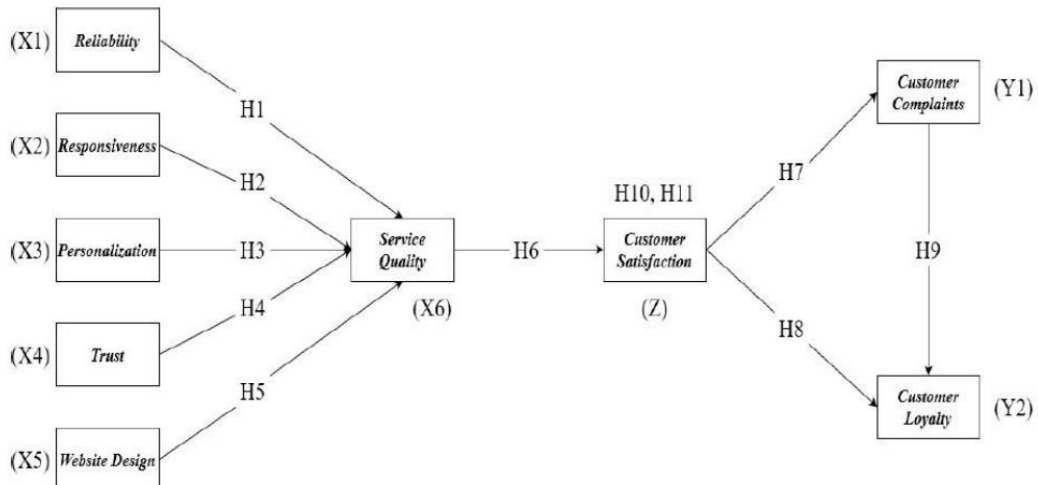 (X1) Reliability
H1
(X2) Responsiveness
H2
(X3) Personalization
H3
H4
(X4) Trust
H5
(X5) Website Design
Service
Quality
(X6)
H6
H10, H11
Customer
Satisfaction
(Z)
H7
H8
Customer
Complaints
(Y1)
H9
Customer
Loyalty
(Y2)